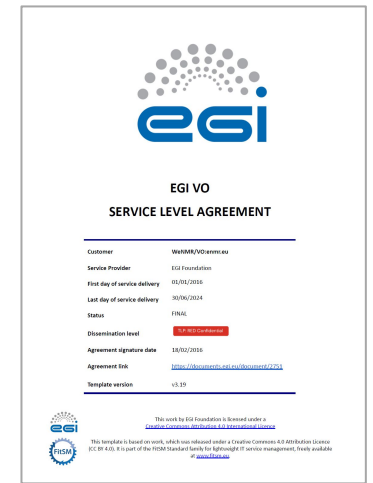 egi
EGI VO
SERVICE LEVEL AGREEMENT
Customer WeNMR/VO:enmr.eu
Service Provider EGI Foundation
First day of service delivery 01/01/2016
Last day of service delivery 30/06/2024
Status FINAL
Dissemination level TLP:RED Confidential
Agreement signature date 18/02/2016
Agreement link https://documents.egi.eu/document/2751
Template version v3.19
egi
This work by EGI Foundation is licensed under a
Creative Commons Attribution 4.0 International Licence
FitSM
This template is based on work, which was released under a Creative Commons 4.0 Attribution Licence
(CC BY 4.0). It is part of the FitSM Standard family for lightweight IT service management, freely available
at www.fitsm.eu.